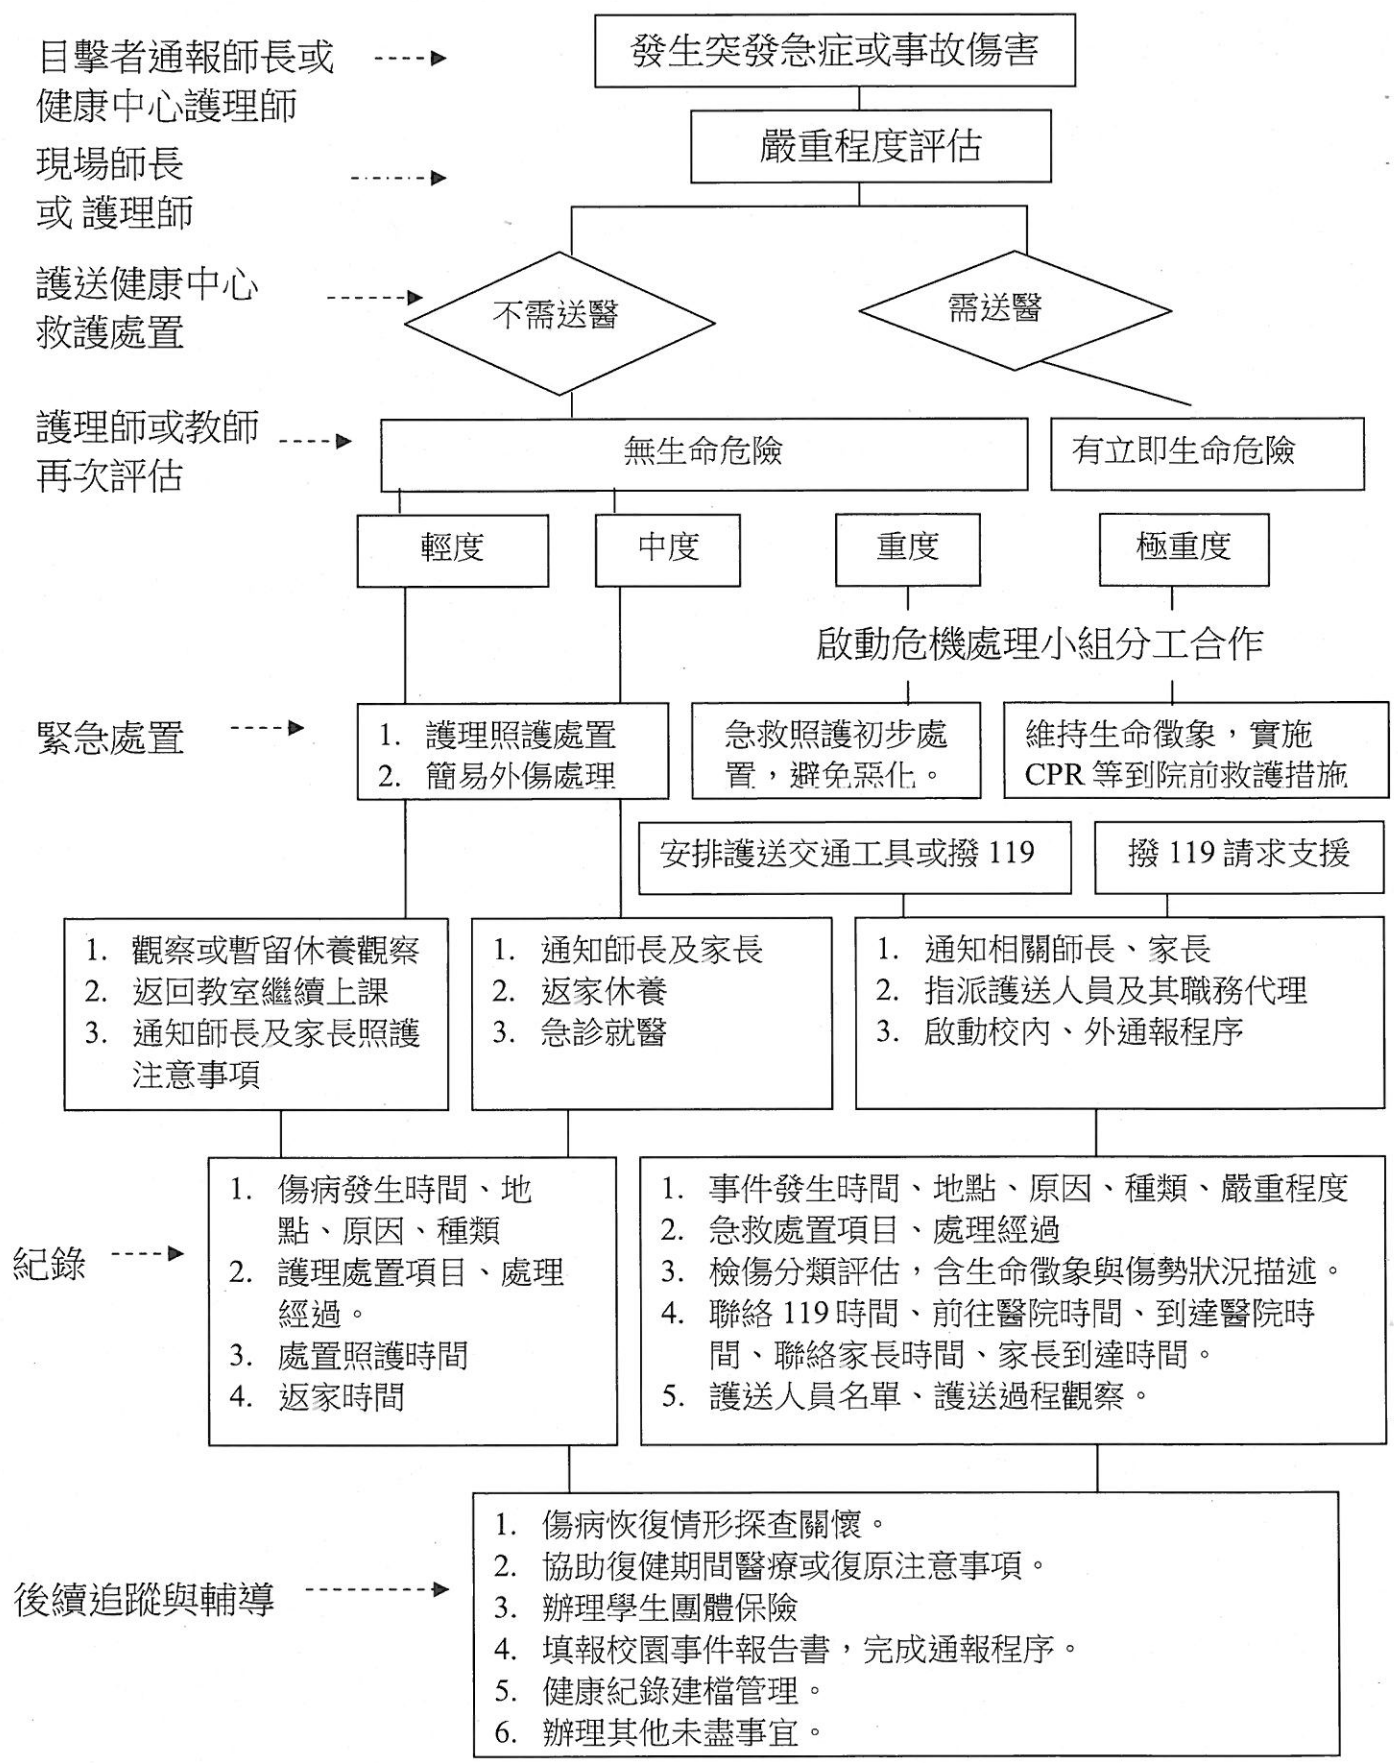 發生突發急症或事故傷害
目擊者通報師長或
健康中心護理師
嚴重程度評估
現場師長
或 護理師
護送健康中心
救護處置
不需送醫
需送醫
護理師或教師
再次評估
無生命危險
有立即生命危險
輕度
中度
重度
極重度
啟動危機處理小組分工合作
緊急處置
1. 護理照護處置
2. 簡易外傷處理
急救照護初步處
置，避免惡化。
維持生命徵象，實施
CPR 等到院前救護措施
安排護送交通工具或撥 119
撥 119 請求支援
1. 觀察或暫留休養觀察
2. 返回教室繼續上課
3. 通知師長及家長照護
注意事項
1. 通知師長及家長
2. 返家休養
3. 急診就醫
1. 通知相關師長、家長
2. 指派護送人員及其職務代理
3. 啟動校內、外通報程序
紀錄
1. 傷病發生時間、地
點、原因、種類
2. 護理處置項目、處理
經過。
3. 處置照護時間
4. 返家時間
1. 事件發生時間、地點、原因、種類、嚴重程度
2. 急救處置項目、處理經過
3. 檢傷分類評估，含生命徵象與傷勢狀況描述。
4. 聯絡 119 時間、前往醫院時間、到達醫院時
間、聯絡家長時間、家長到達時間。
5. 護送人員名單、護送過程觀察。
後續追蹤與輔導
1. 傷病恢復情形探查關懷。
2. 協助復健期間醫療或復原注意事項。
3. 辦理學生團體保險
4. 填報校園事件報告書，完成通報程序。
5. 健康紀錄建檔管理。
6. 辦理其他未盡事宜。